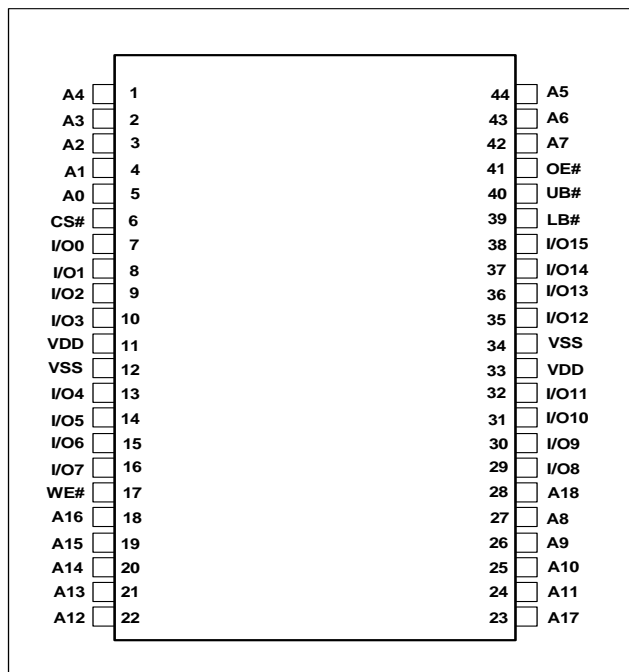 A4 1 44 A5
A3 2 43 A6
A2 3 42 A7
A1 4 41 OE#
A0 5 40 UB#
CS# 6 39 LB#
I/O0 7 38 I/O15
I/O1 8 37 I/O14
I/O2 9 36 I/O13
I/O3 10 35 I/O12
VDD 11 34 VSS
VSS 12 33 VDD
I/O4 13 32 I/O11
I/O5 14 31 I/O10
I/O6 15 30 I/O9
I/O7 16 29 I/O8
WE# 17 28 A18
A16 18 27 A8
A15 19 26 A9
A14 20 25 A10
A13 21 24 A11
A12 22 23 A17